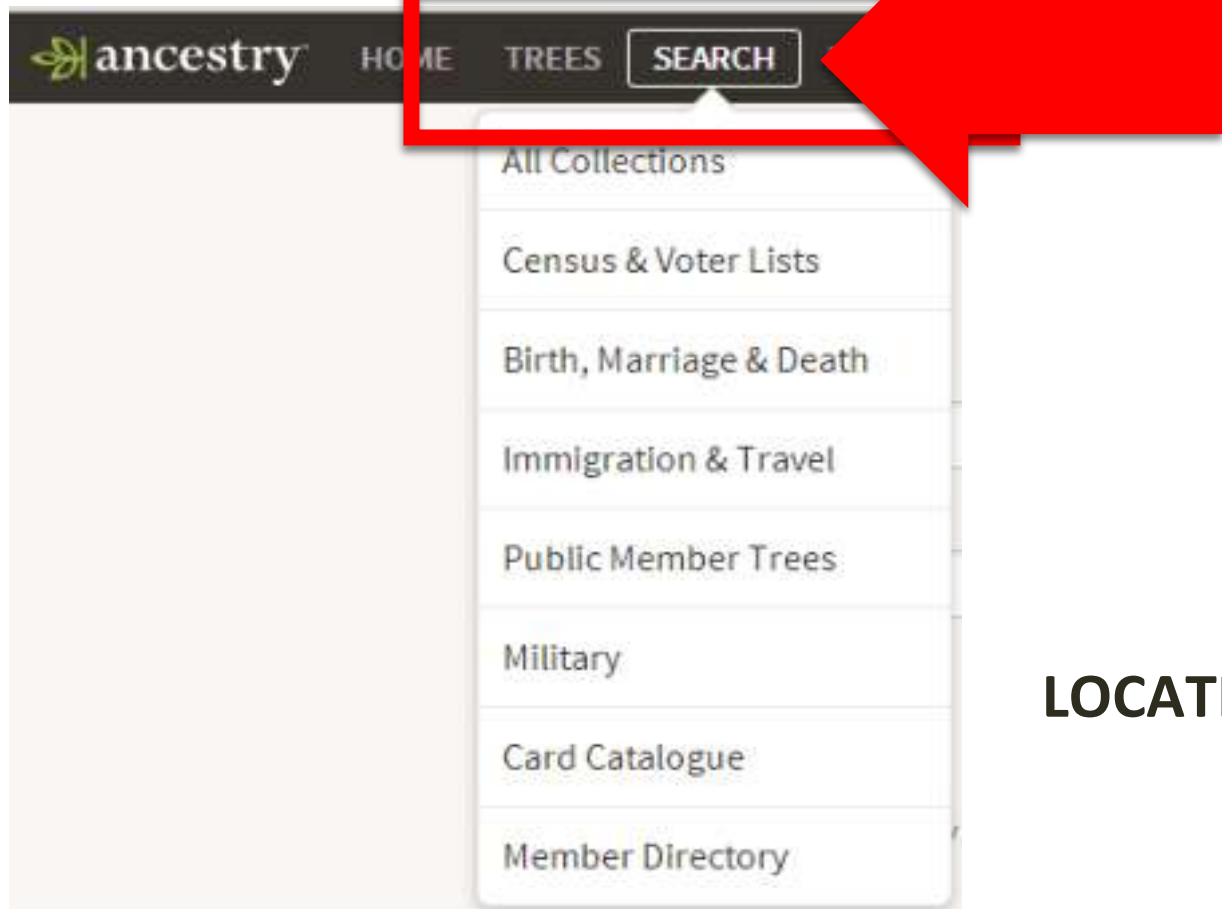 ancestry HOME TREES SEARCH
All Collections
Census & Voter Lists
Birth, Marriage & Death
Immigration & Travel
Public Member Trees
Military
LOCATI
Card Catalogue
Member Directory